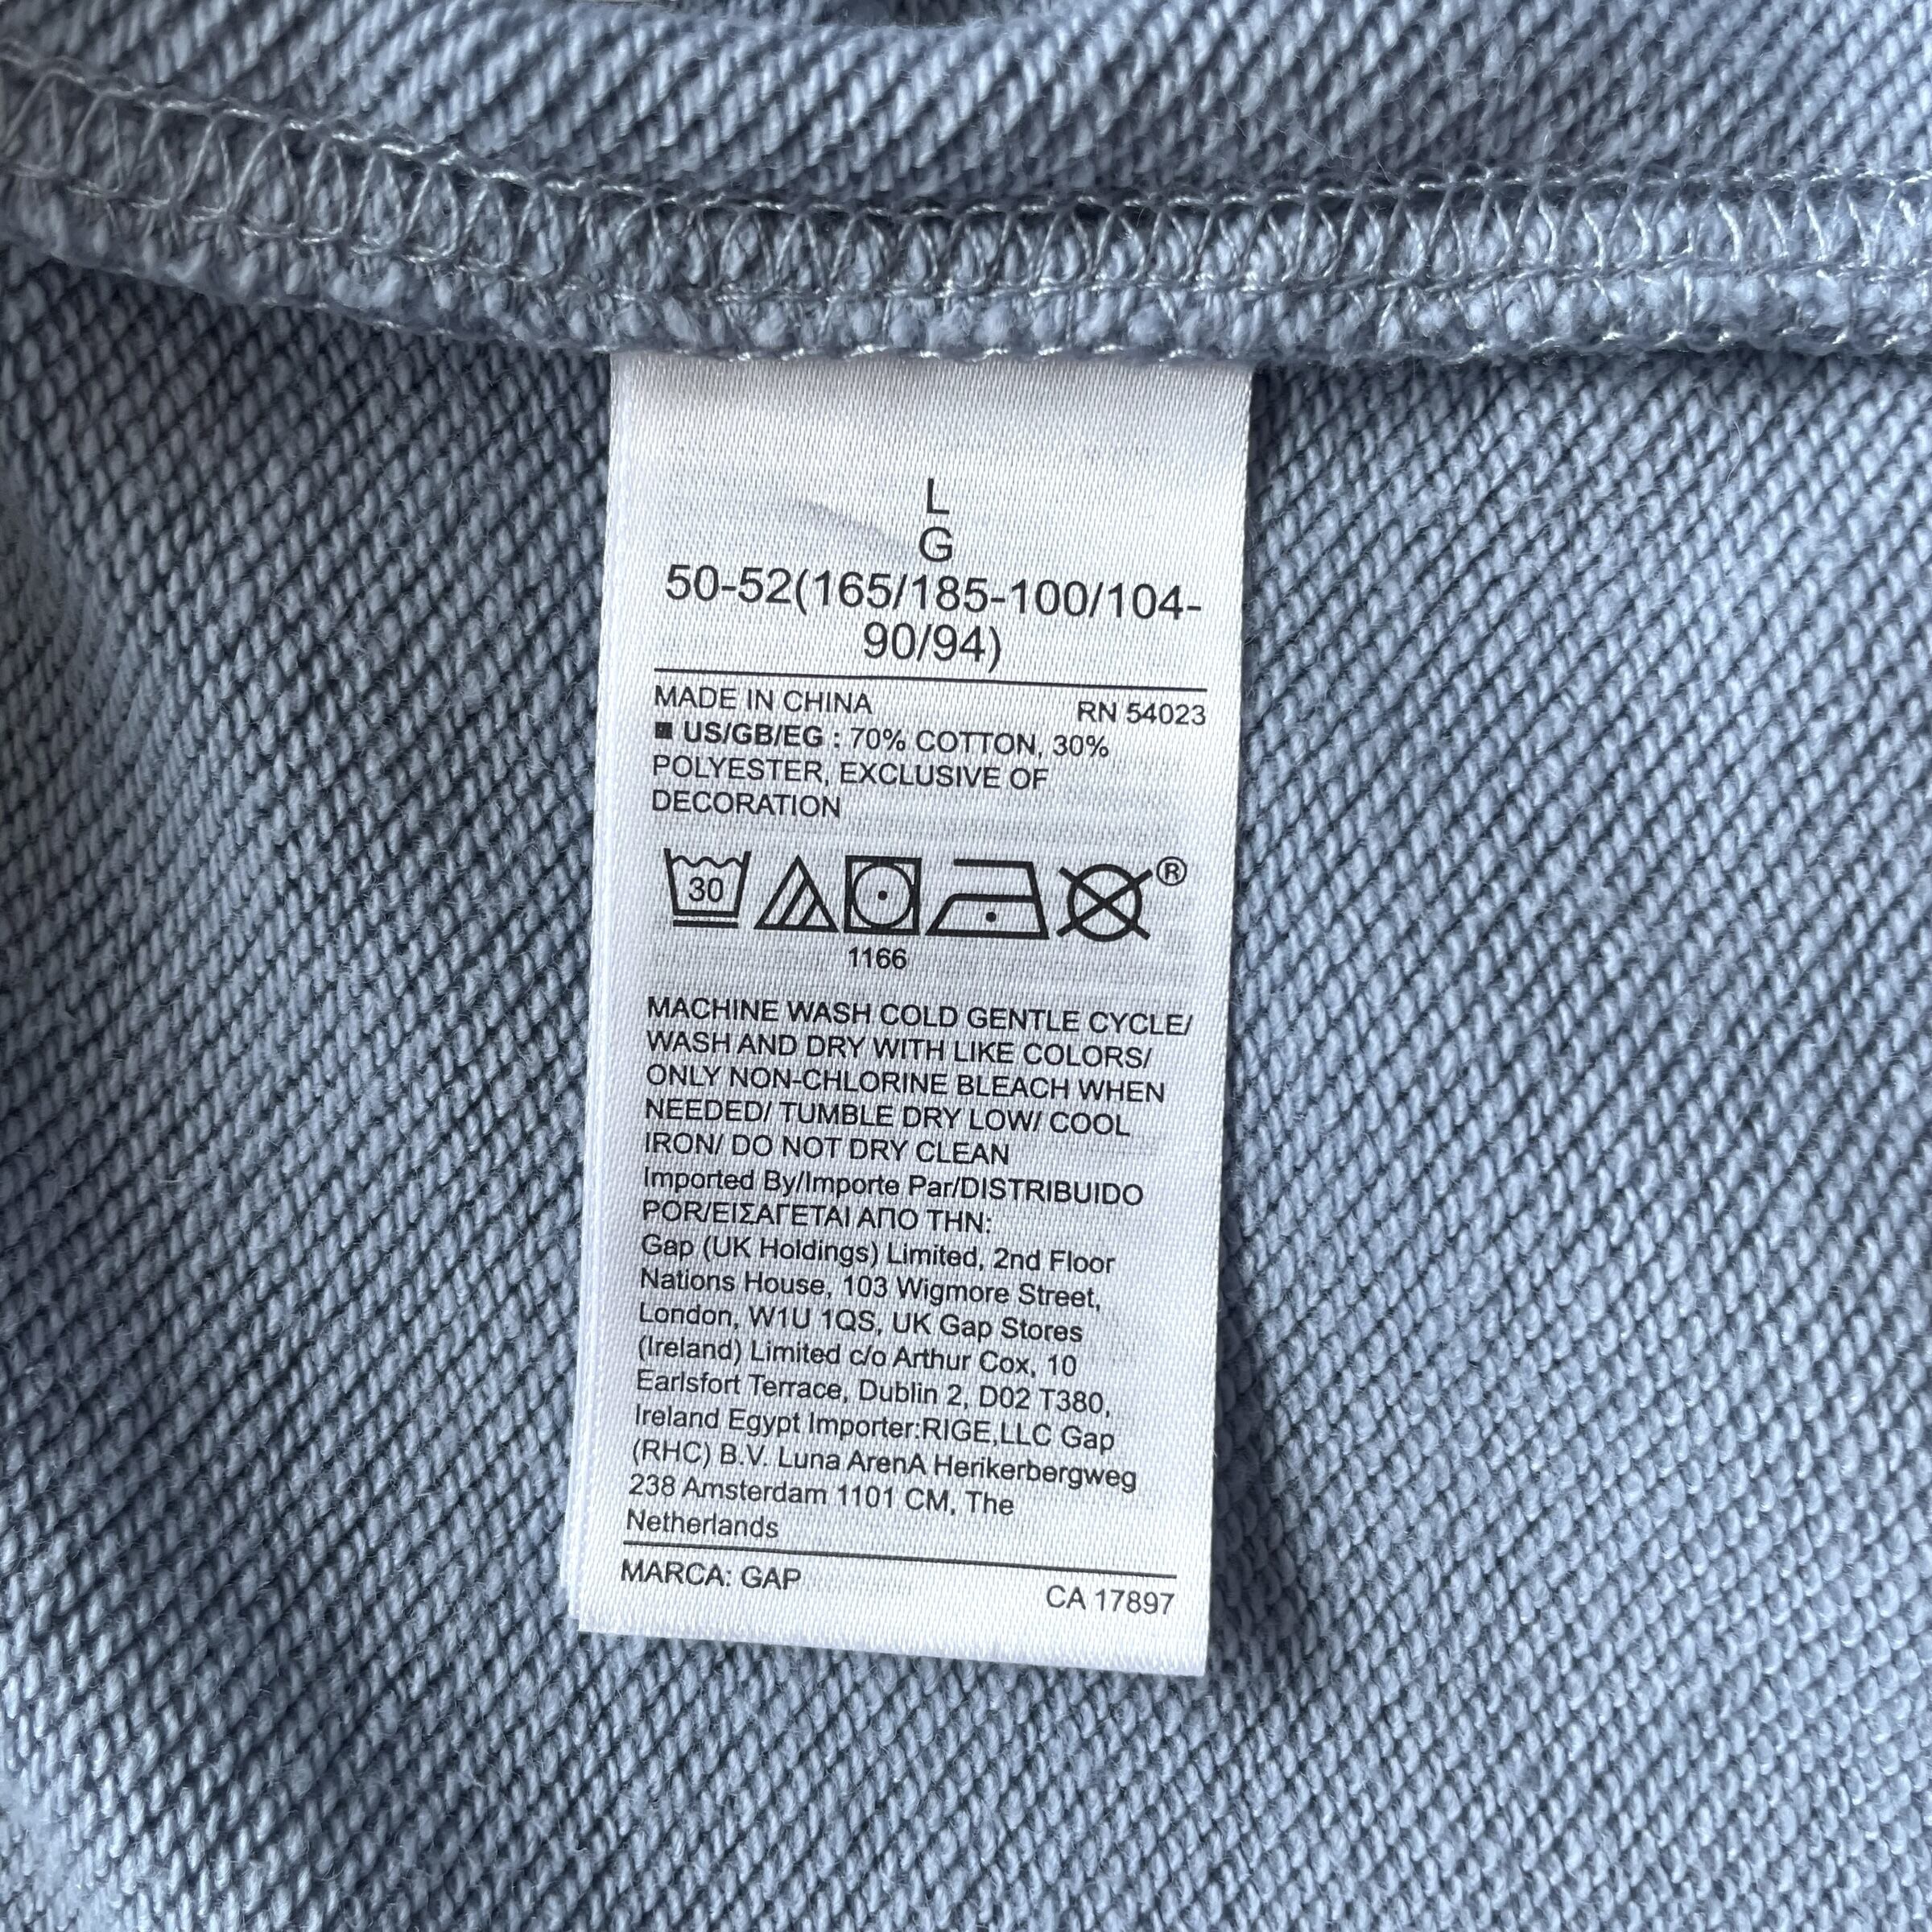 L
G
50-52(165/185-100/104-
90/94)
MADE IN CHINA RN 54023
■ US/GB/EG : 70% COTTON, 30%
POLYESTER, EXCLUSIVE OF
DECORATION
30
®
1166
MACHINE WASH COLD GENTLE CYCLE/
WASH AND DRY WITH LIKE COLORS/
ONLY NON-CHLORINE BLEACH WHEN
NEEDED/ TUMBLE DRY LOW/ COOL
IRON/ DO NOT DRY CLEAN
Imported By/Importe Par/DISTRIBUIDO
POR/ΕΙΣΑΓΕΤΑΙ ΑΠΟ ΤΗΝ:
Gap (UK Holdings) Limited, 2nd Floor
Nations House, 103 Wigmore Street,
London, W1U 1QS, UK Gap Stores
(Ireland) Limited c/o Arthur Cox, 10
Earlsfort Terrace, Dublin 2, D02 T380,
Ireland Egypt Importer:RIGE,LLC Gap
(RHC) B.V. Luna ArenA Herikerbergweg
238 Amsterdam 1101 CM, The
Netherlands
MARCA: GAP CA 17897